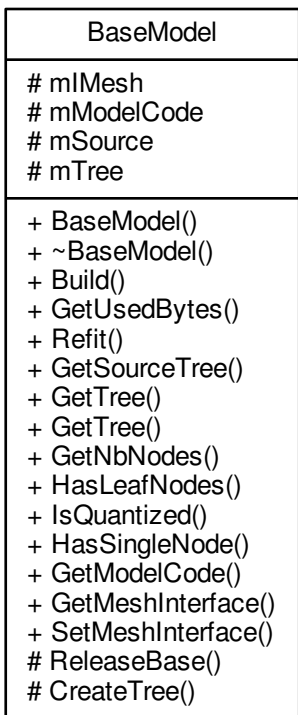 BaseModel
# mIMesh
# mModelCode
# mSource
# mTree
+ BaseModel()
+ ~BaseModel()
+ Build()
+ GetUsedBytes()
+ Refit()
+ GetSourceTree()
+ GetTree()
+ GetTree()
+ GetNbNodes()
+ HasLeafNodes()
+ IsQuantized()
+ HasSingleNode()
+ GetModelCode()
+ GetMeshInterface()
+ SetMeshInterface()
# ReleaseBase()
# CreateTree()